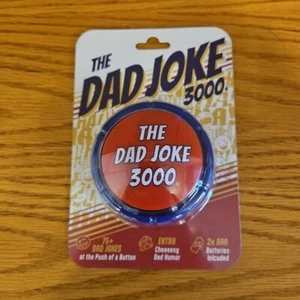 THE
DAD JOKE
3000.
THE
DAD JOKE
3000
75+
DAD JOKES
at the Push of a Button
EXTRA
Cheeeesy
Dad Humor
2x AAA
Batteries
Included